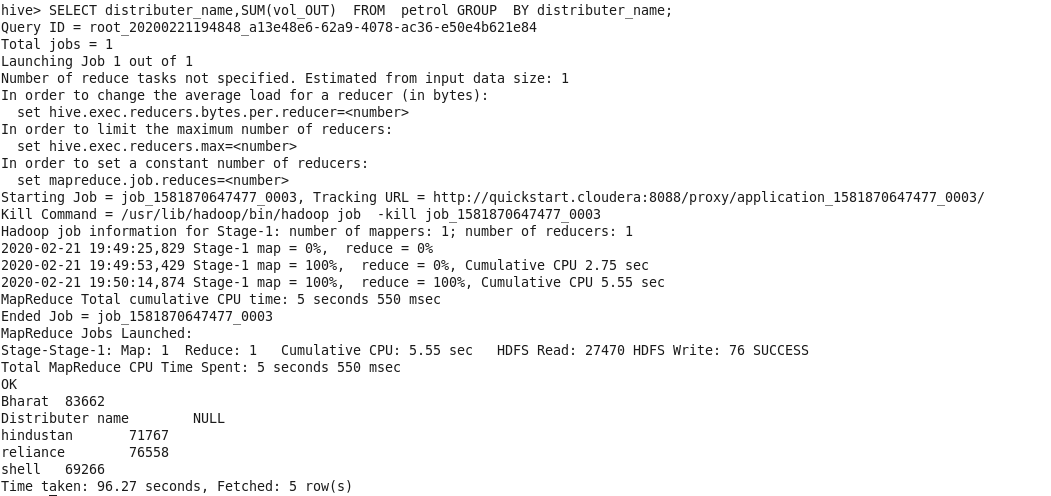 hive> SELECT distributer_name,SUM(vol_OUT)  FROM  petrol GROUP  BY distributer_name;
Query ID = root_20200221194848_a13e48e6-62a9-4078-ac36-e50e4b621e84
Total jobs = 1
Launching Job 1 out of 1
Number of reduce tasks not specified. Estimated from input data size: 1
In order to change the average load for a reducer (in bytes):
  set hive.exec.reducers.bytes.per.reducer=<number>
In order to limit the maximum number of reducers:
  set hive.exec.reducers.max=<number>
In order to set a constant number of reducers:
  set mapreduce.job.reduces=<number>
Starting Job = job_1581870647477_0003, Tracking URL = http://quickstart.cloudera:8088/proxy/application_1581870647477_0003/
Kill Command = /usr/lib/hadoop/bin/hadoop job  -kill job_1581870647477_0003
Hadoop job information for Stage-1: number of mappers: 1; number of reducers: 1
2020-02-21 19:49:25,829 Stage-1 map = 0%,  reduce = 0%
2020-02-21 19:49:53,429 Stage-1 map = 100%,  reduce = 0%, Cumulative CPU 2.75 sec
2020-02-21 19:50:14,874 Stage-1 map = 100%,  reduce = 100%, Cumulative CPU 5.55 sec
MapReduce Total cumulative CPU time: 5 seconds 550 msec
Ended Job = job_1581870647477_0003
MapReduce Jobs Launched:
Stage-Stage-1: Map: 1  Reduce: 1   Cumulative CPU: 5.55 sec   HDFS Read: 27470 HDFS Write: 76 SUCCESS
Total MapReduce CPU Time Spent: 5 seconds 550 msec
OK
Bharat  83662
Distributer name        NULL
hindustan       71767
reliance        76558
shell   69266
Time taken: 96.27 seconds, Fetched: 5 row(s)